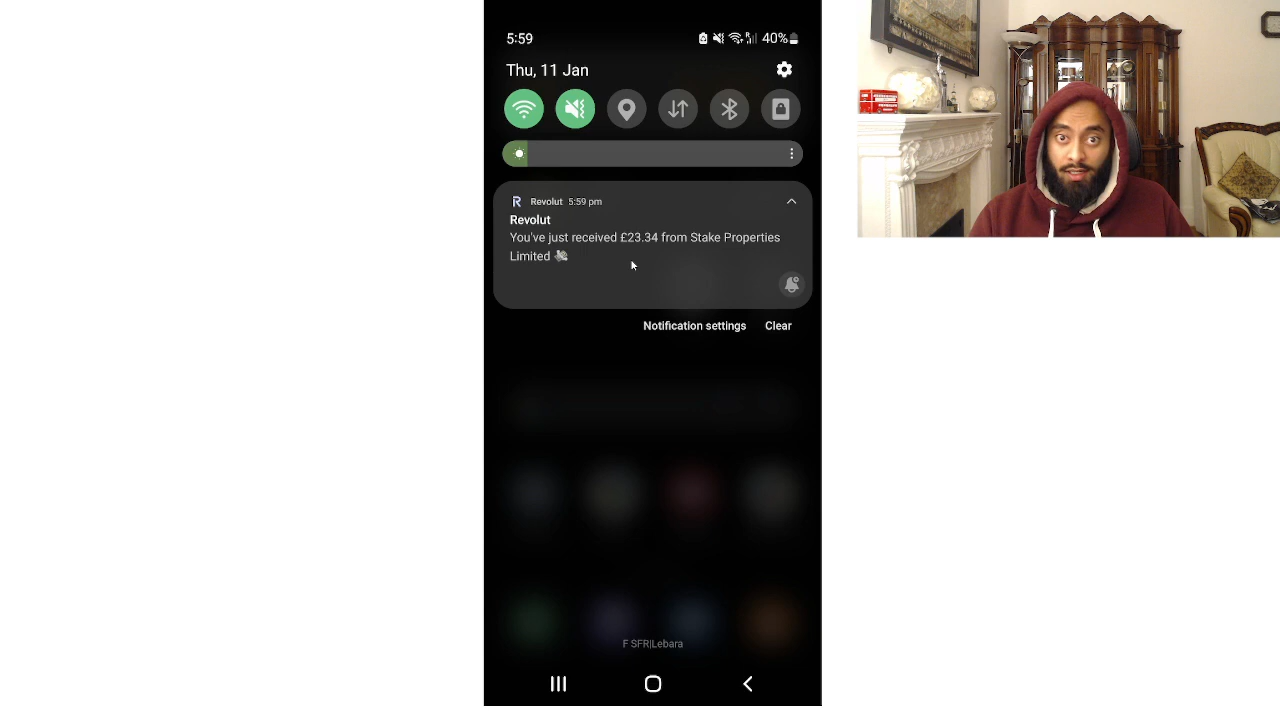 5:59
40%
Thu, 11 Jan
Revolut 5:59 pm
Revolut
You've just received £23.34 from Stake Properties
Limited
Notification settings Clear
F SFR|Lebara